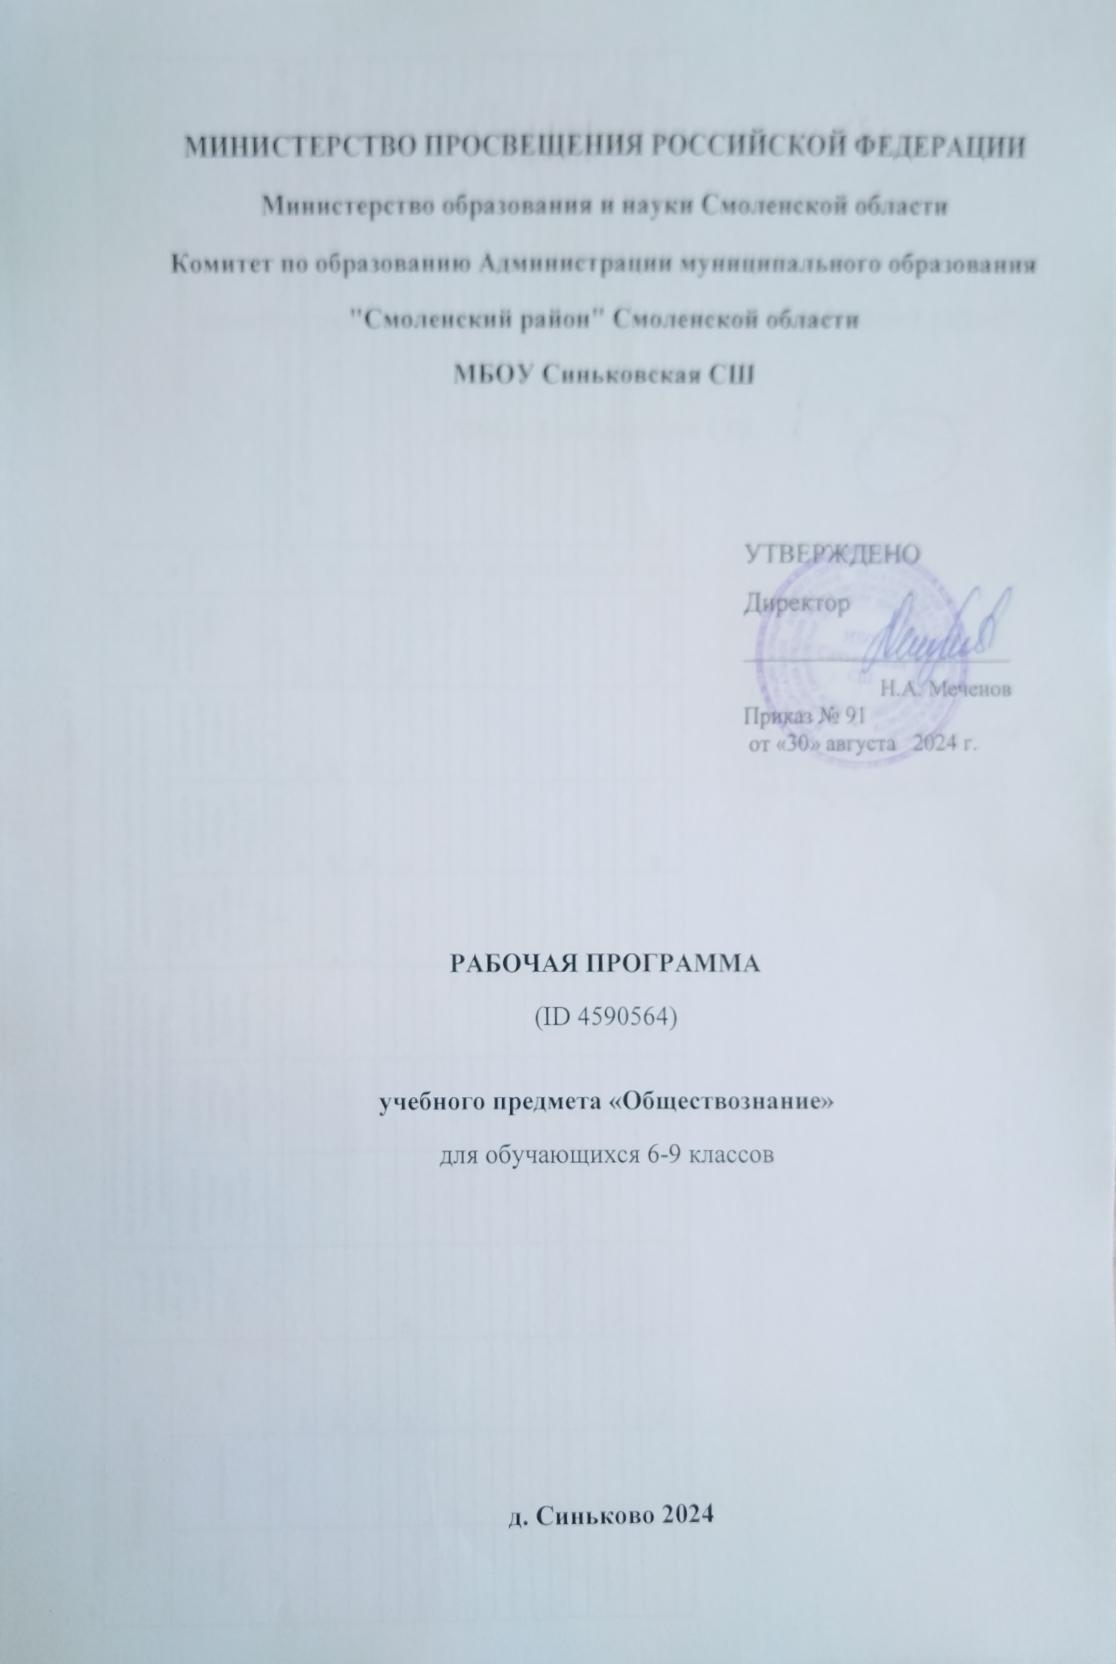 МИНИСТЕРСТВО ПРОСВЕЩЕНИЯ РОССИЙСКОЙ ФЕДЕРАЦИИ
Министерство образования и науки Смоленской области
Комитет по образованию Администрации муниципального образования
"Смоленский район" Смоленской области
МБОУ Синьковская СШ
УТВЕРЖДЕНО
Директор
Н.А. Меченов
Приказ № 91
от «30» августа 2024 г.
РАБОЧАЯ ПРОГРАММА
(ID 4590564)
учебного предмета «Обществознание»
для обучающихся 6-9 классов
д. Синьково 2024